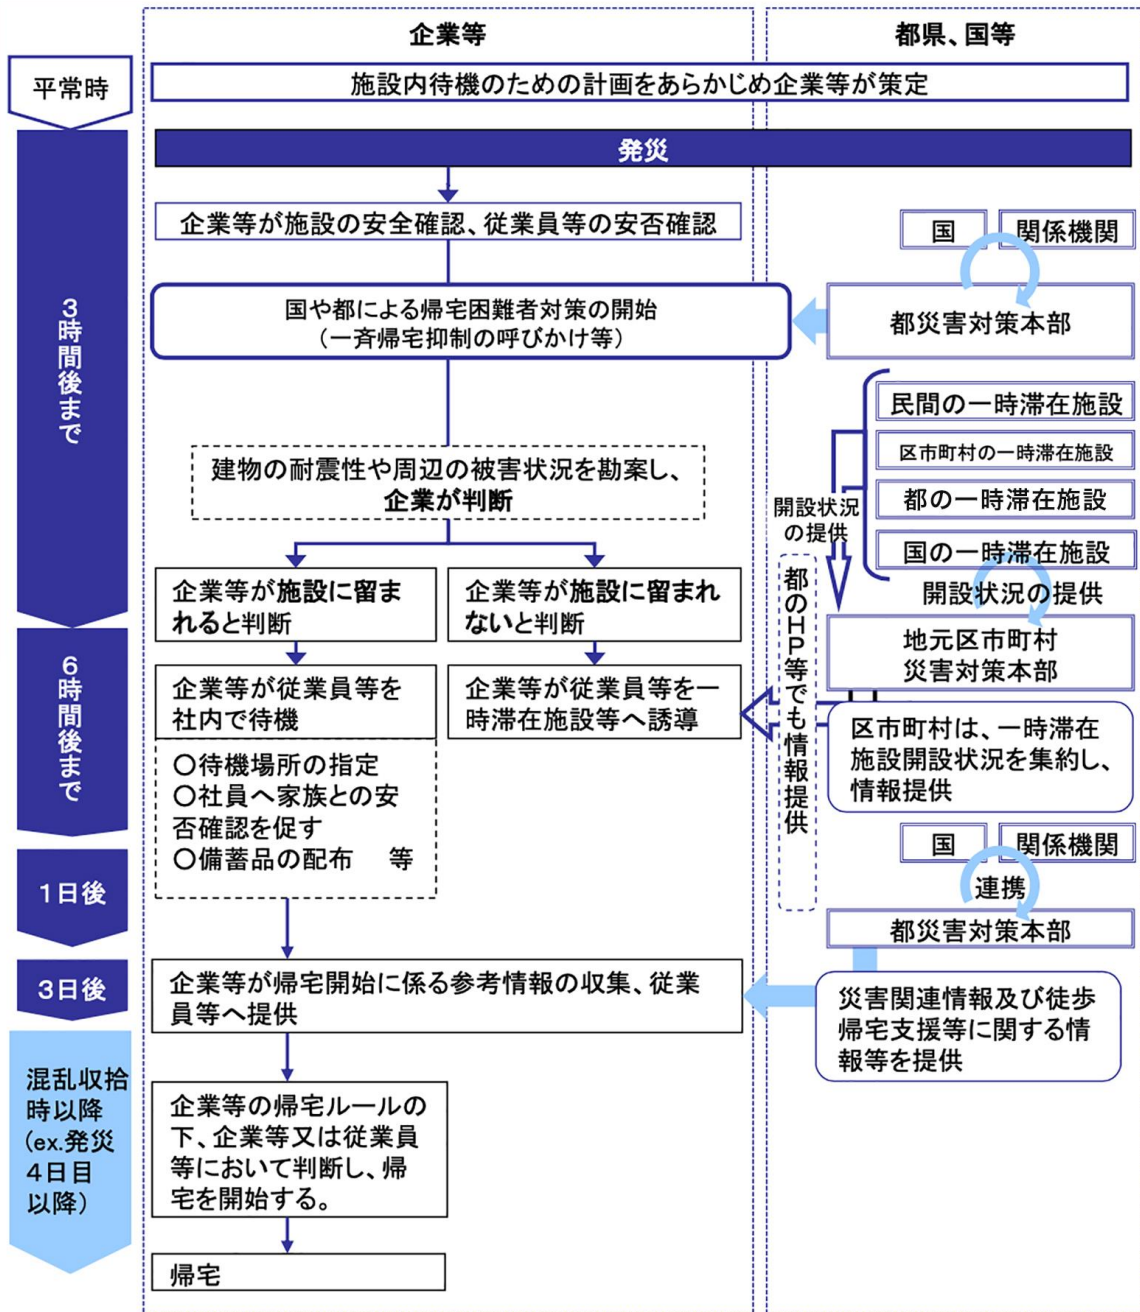 企業等
都県、国等
平常時
施設内待機のための計画をあらかじめ企業等が策定
発災
3時間後まで
企業等が施設の安全確認、従業員等の安否確認
国
関係機関
国や都による帰宅困難者対策の開始
（一斉帰宅抑制の呼びかけ等）
都災害対策本部
民間の一時滞在施設
区市町村の一時滞在施設
都の一時滞在施設
国の一時滞在施設
建物の耐震性や周辺の被害状況を勘案し、
企業が判断
開設状況
の提供
企業等が施設に留ま
れると判断
企業等が施設に留まれ
ないと判断
都のHP等でも情報提供
開設状況の提供
地元区市町村
災害対策本部
6時間後まで
企業等が従業員等を
社内で待機
企業等が従業員等を一
時滞在施設等へ誘導
区市町村は、一時滞在
施設開設状況を集約し、
情報提供
○待機場所の指定
○社員へ家族との安
否確認を促す
○備蓄品の配布　等
国
関係機関
連携
都災害対策本部
1日後
3日後
企業等が帰宅開始に係る参考情報の収集、従業
員等へ提供
災害関連情報及び徒歩
帰宅支援等に関する情
報等を提供
混乱収拾
時以降
(ex.発災
4日目
以降)
企業等の帰宅ルールの
下、企業等又は従業員
等において判断し、帰
宅を開始する。
帰宅